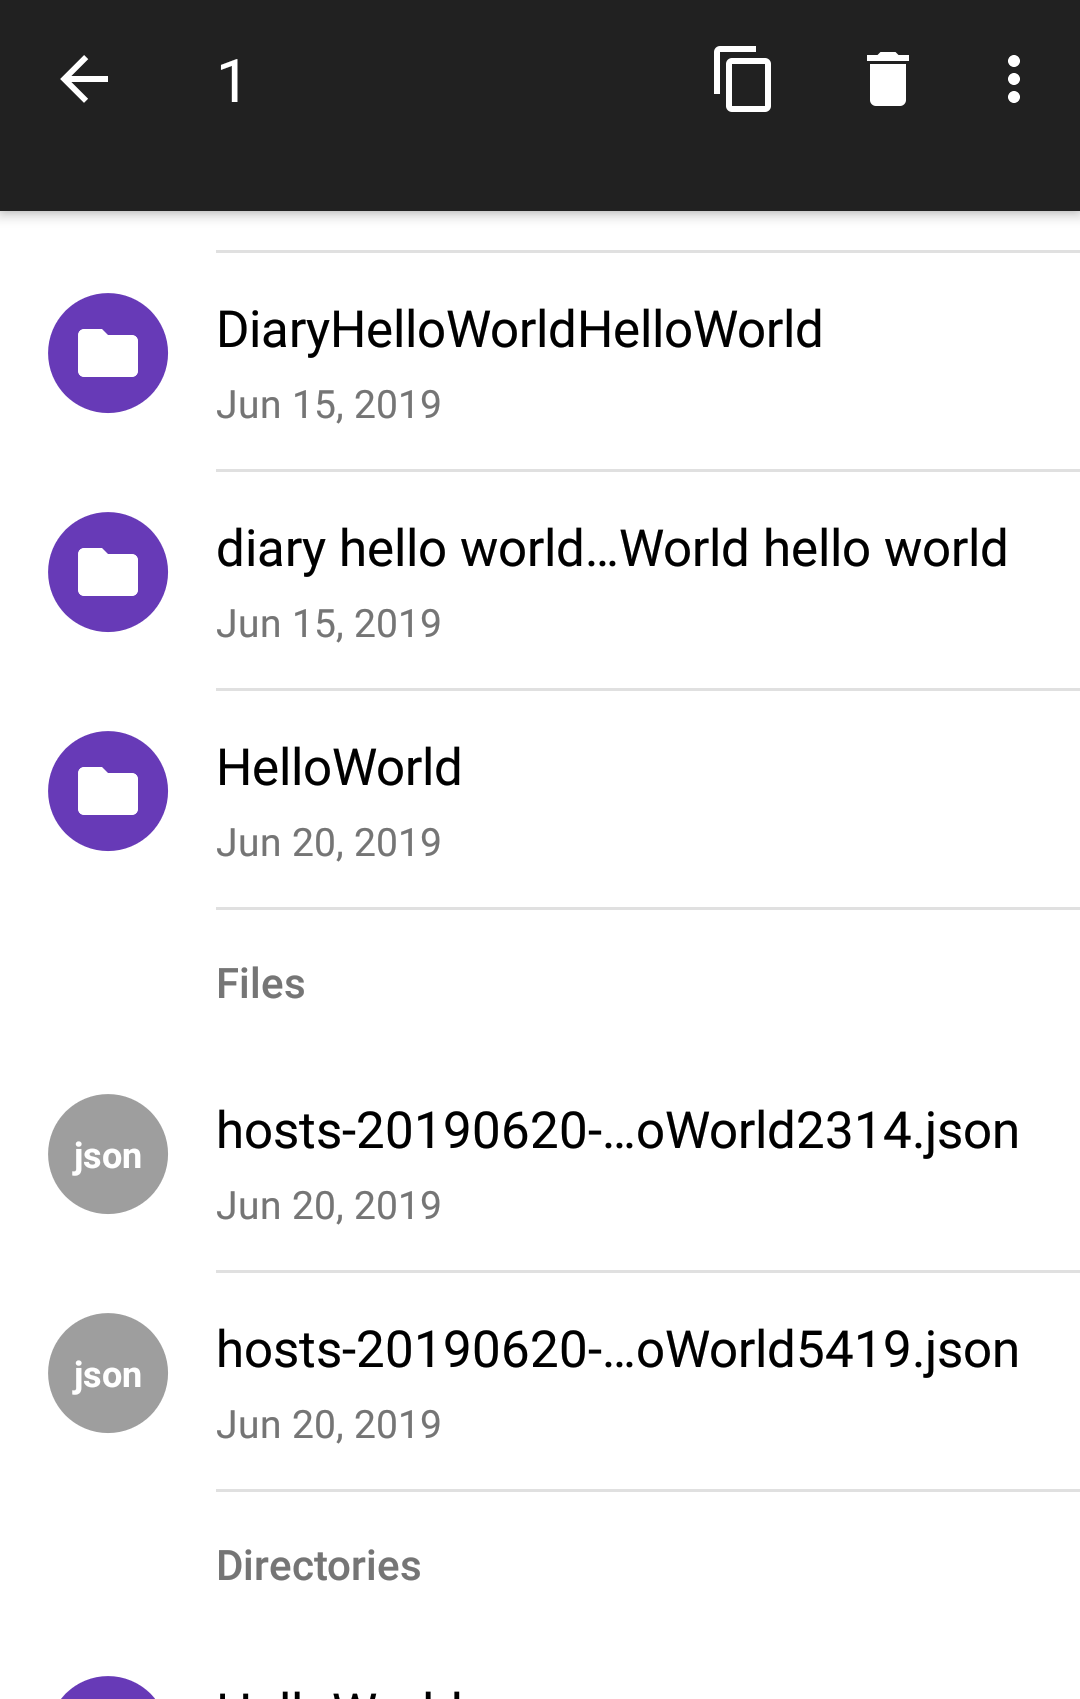 1
DiaryHelloWorldHelloWorld
Jun 15, 2019
diary hello world…World hello world
Jun 15, 2019
HelloWorld
Jun 20, 2019
Files
json
hosts-20190620-…oWorld2314.json
Jun 20, 2019
json
hosts-20190620-…oWorld5419.json
Jun 20, 2019
Directories
HelloWorld